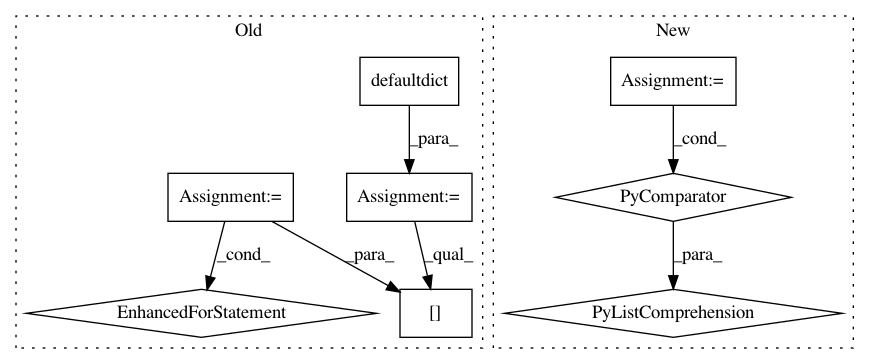 Old
New
defaultdict
Assignment:=
_para_
_cond_
Assignment:=
Assignment:=
PyComparator
_cond_
_para_
_qual_
_para_
EnhancedForStatement
[]
PyListComprehension